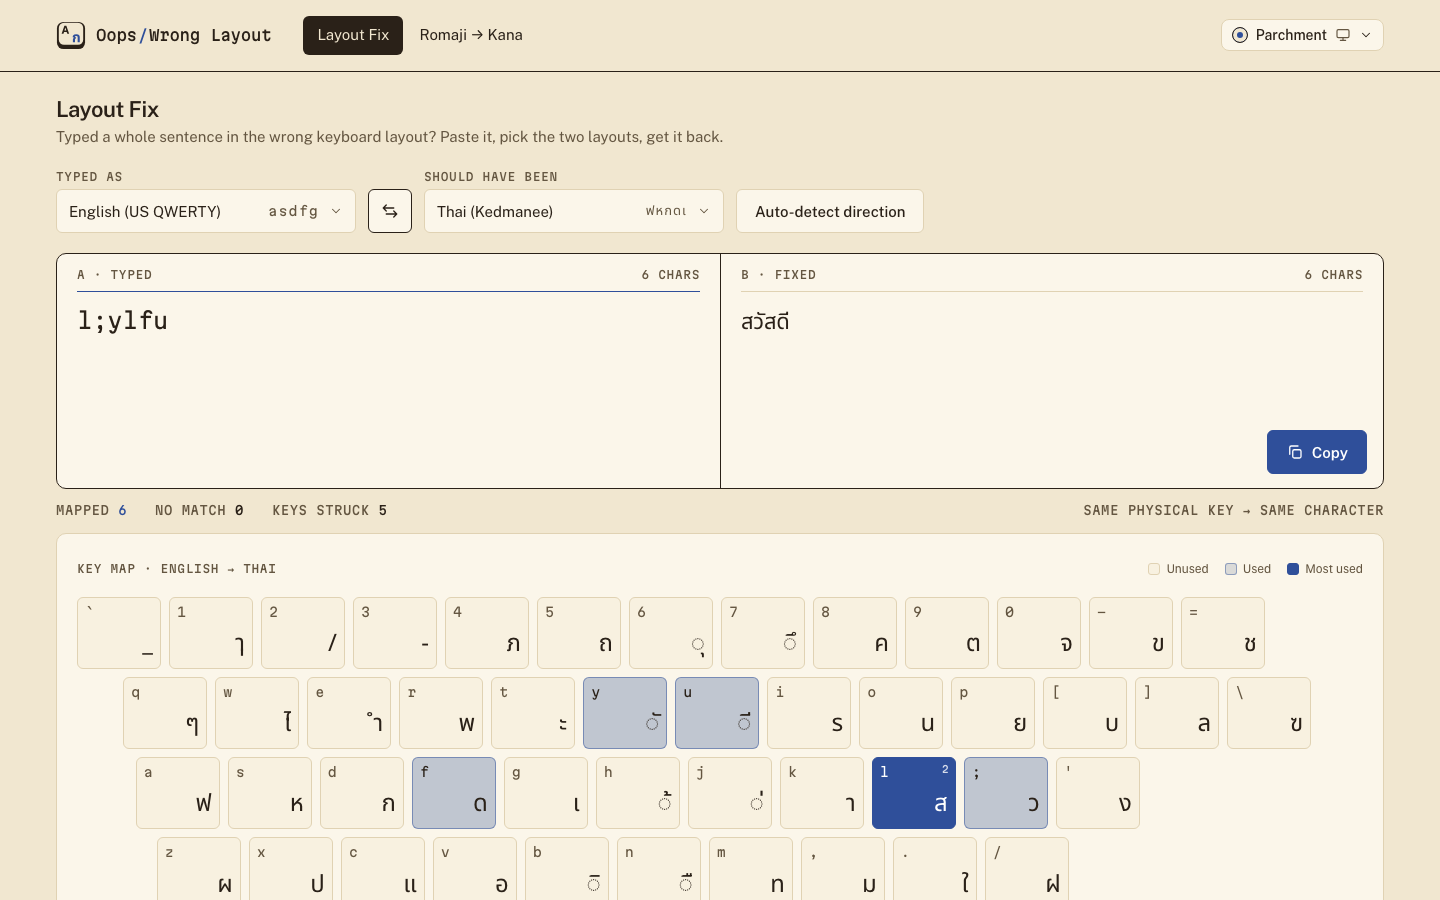 Oops/Wrong Layout
Layout Fix
Romaji → Kana
Parchment
Layout Fix
Typed a whole sentence in the wrong keyboard layout? Paste it, pick the two layouts, get it back.
TYPED AS
SHOULD HAVE BEEN
English (US QWERTY) asdfg
Thai (Kedmanee) ฟหกดเ
Auto-detect direction
A · TYPED 6 CHARS
l;ylfu
B · FIXED 6 CHARS
สวัสดี
Copy
MAPPED 6 NO MATCH 0 KEYS STRUCK 5
SAME PHYSICAL KEY → SAME CHARACTER
KEY MAP · ENGLISH → THAI
Unused Used Most used
` _ 1 ๅ 2 / 3 - 4 ภ 5 ถ 6 ุ 7 ึ 8 ค 9 ต 0 จ - ข = ช
q ๆ w ไ e ำ r พ t ะ y ั u ี i ร o น p ย [ บ ] ล \ ฃ
a ฟ s ห d ก f ด g เ h ้ j ่ k า l 2 ส ; ว ' ง
z ผ x ป c แ v อ b ิ n ื m ท , ม . ใ / ฝ